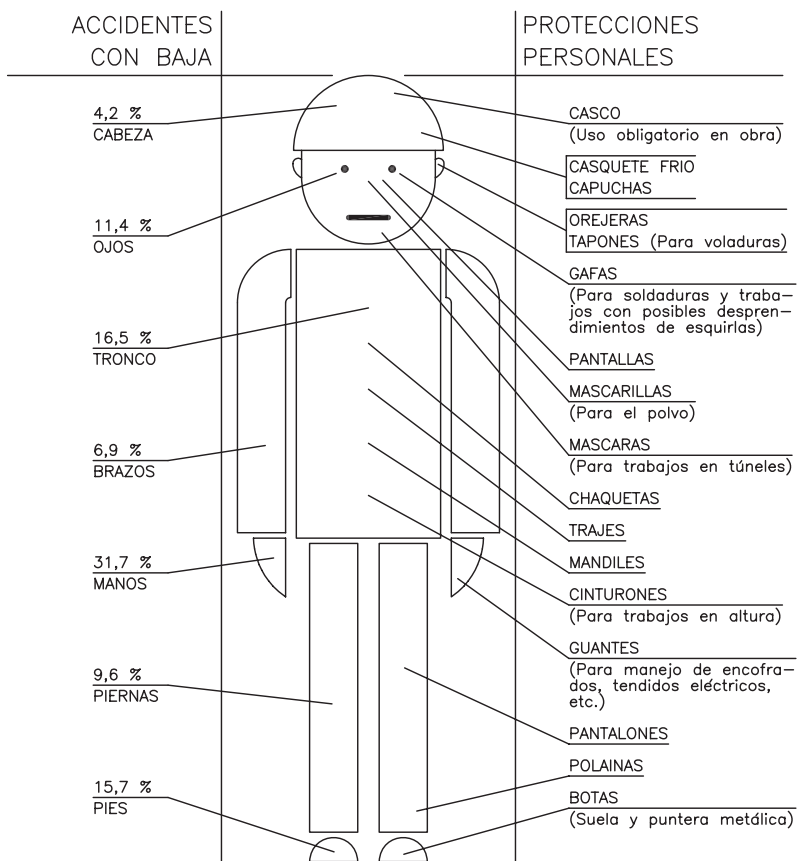 ACCIDENTES
CON BAJA
4,2 %
CABEZA
11,4 %
OJOS
16,5 %
TRONCO
6,9 %
BRAZOS
31,7 %
MANOS
9,6 %
PIERNAS
15,7 %
PIES
PROTECCIONES
PERSONALES
CASCO
(Uso obligatorio en obra)
CASQUETE FRIO
CAPUCHAS
OREJERAS
TAPONES (Para voladuras)
GAFAS
(Para soldaduras y traba-
jos con posibles despren-
dimientos de esquirlas)
PANTALLAS
MASCARILLAS
(Para el polvo)
MASCARAS
(Para trabajos en túneles)
CHAQUETAS
TRAJES
MANDILES
CINTURONES
(Para trabajos en altura)
GUANTES
(Para manejo de encofra-
dos, tendidos eléctricos,
etc.)
PANTALONES
POLAINAS
BOTAS
(Suela y puntera metálica)